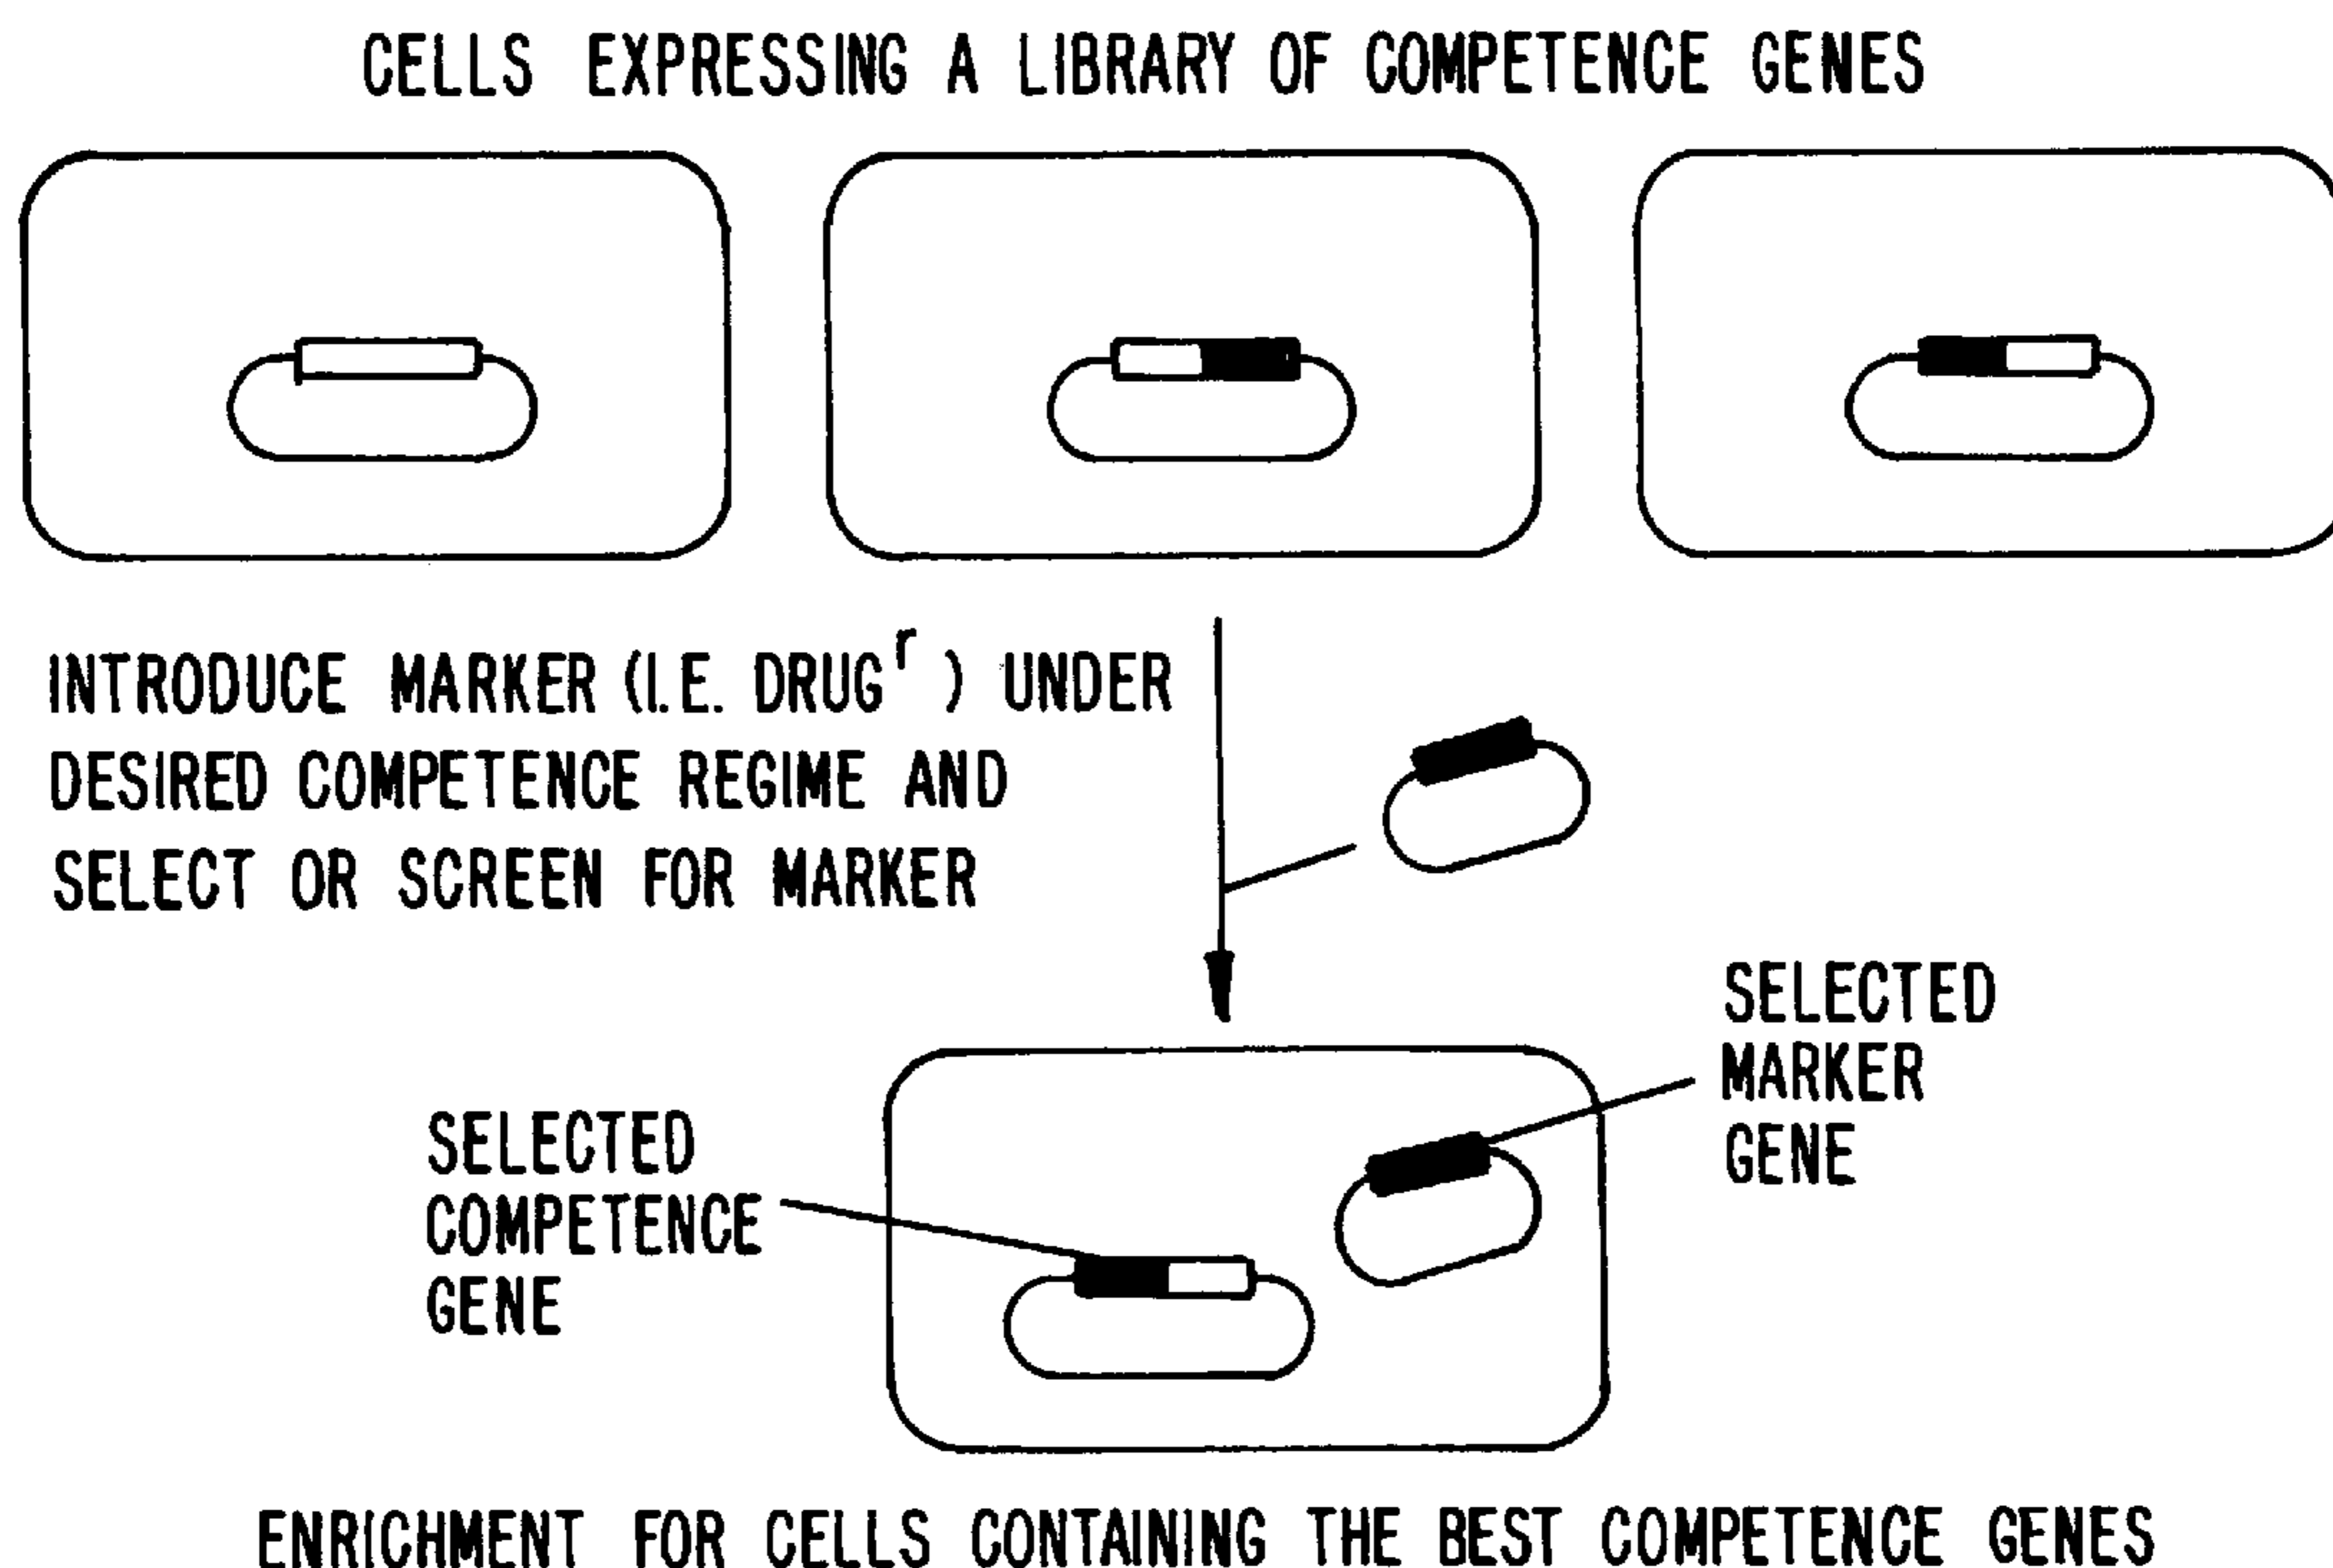 CELLS EXPRESSING A LIBRARY OF COMPETENCE GENES
INTRODUCE MARKER (I.E. DRUGʳ) UNDER
DESIRED COMPETENCE REGIME AND
SELECT OR SCREEN FOR MARKER
SELECTED
MARKER
GENE
SELECTED
COMPETENCE
GENE
ENRICHMENT FOR CELLS CONTAINING THE BEST COMPETENCE GENES